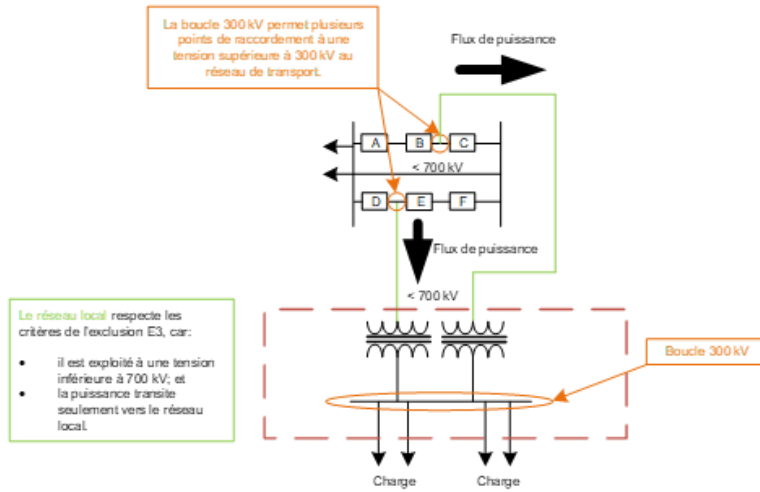 La boucle 300 kV permet plusieurs
points de raccordement à une
tension supérieure à 300 kV au
réseau de transport.
Flux de puissance
A
B
C
< 700 kV
D
E
F
Flux de puissance
< 700 kV
Le réseau local respecte les
critères de l'exclusion E3, car:
• il est exploité à une tension
inférieure à 700 kV; et
• la puissance transite
seulement vers le réseau
local.
Boucle 300 kV
Charge
Charge